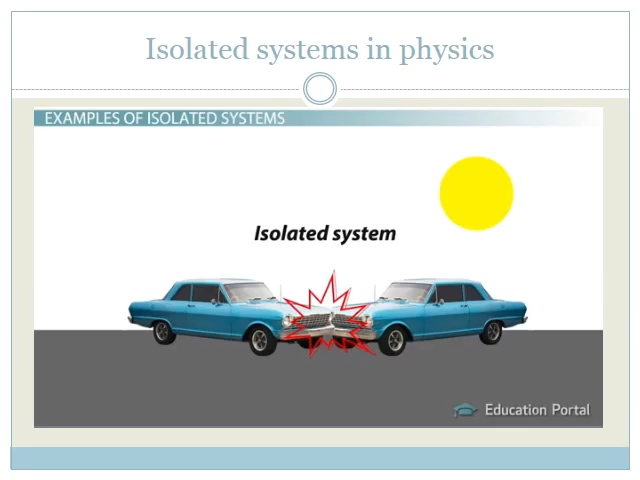 Isolated systems in physics
EXAMPLES OF ISOLATED SYSTEMS
Isolated system
Education Portal